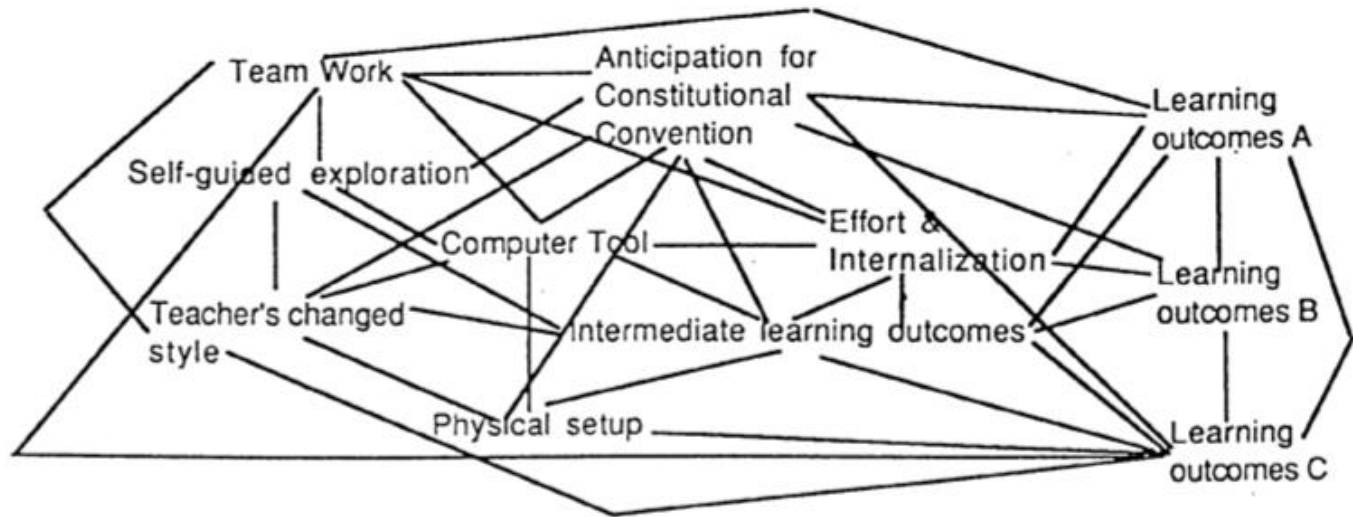 Team Work
Anticipation for
Constitutional
Convention
Learning
outcomes A
Self-guided exploration
Computer Tool
Effort &
Internalization
Learning
outcomes B
Teacher's changed
style
Intermediate learning outcomes
Physical setup
Learning
outcomes C